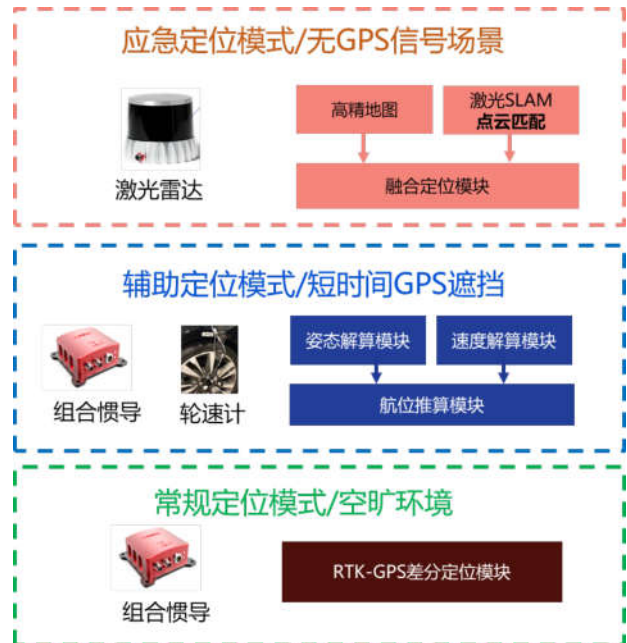 应急定位模式/无GPS信号场景
高精地图
激光SLAM
点云匹配
激光雷达
融合定位模块
辅助定位模式/短时间GPS遮挡
姿态解算模块
速度解算模块
组合惯导
轮速计
航位推算模块
常规定位模式/空旷环境
RTK-GPS差分定位模块
组合惯导